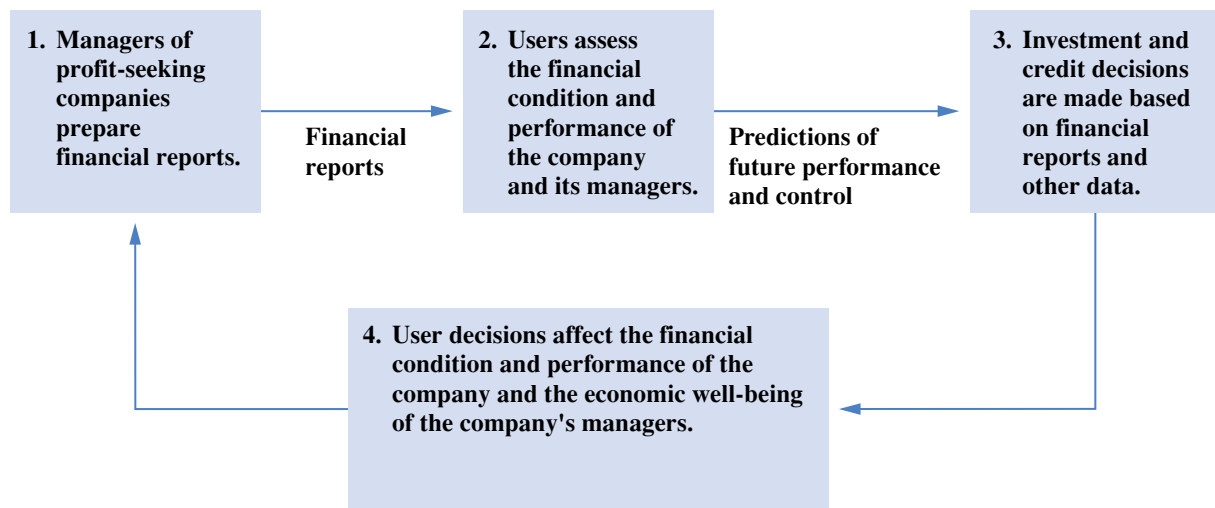 1. Managers of
profit-seeking
companies
prepare
financial reports.
Financial
reports
2. Users assess
the financial
condition and
performance of
the company
and its managers.
Predictions of
future performance
and control
3. Investment and
credit decisions
are made based
on financial
reports and
other data.
4. User decisions affect the financial
condition and performance of the
company and the economic well-being
of the company's managers.